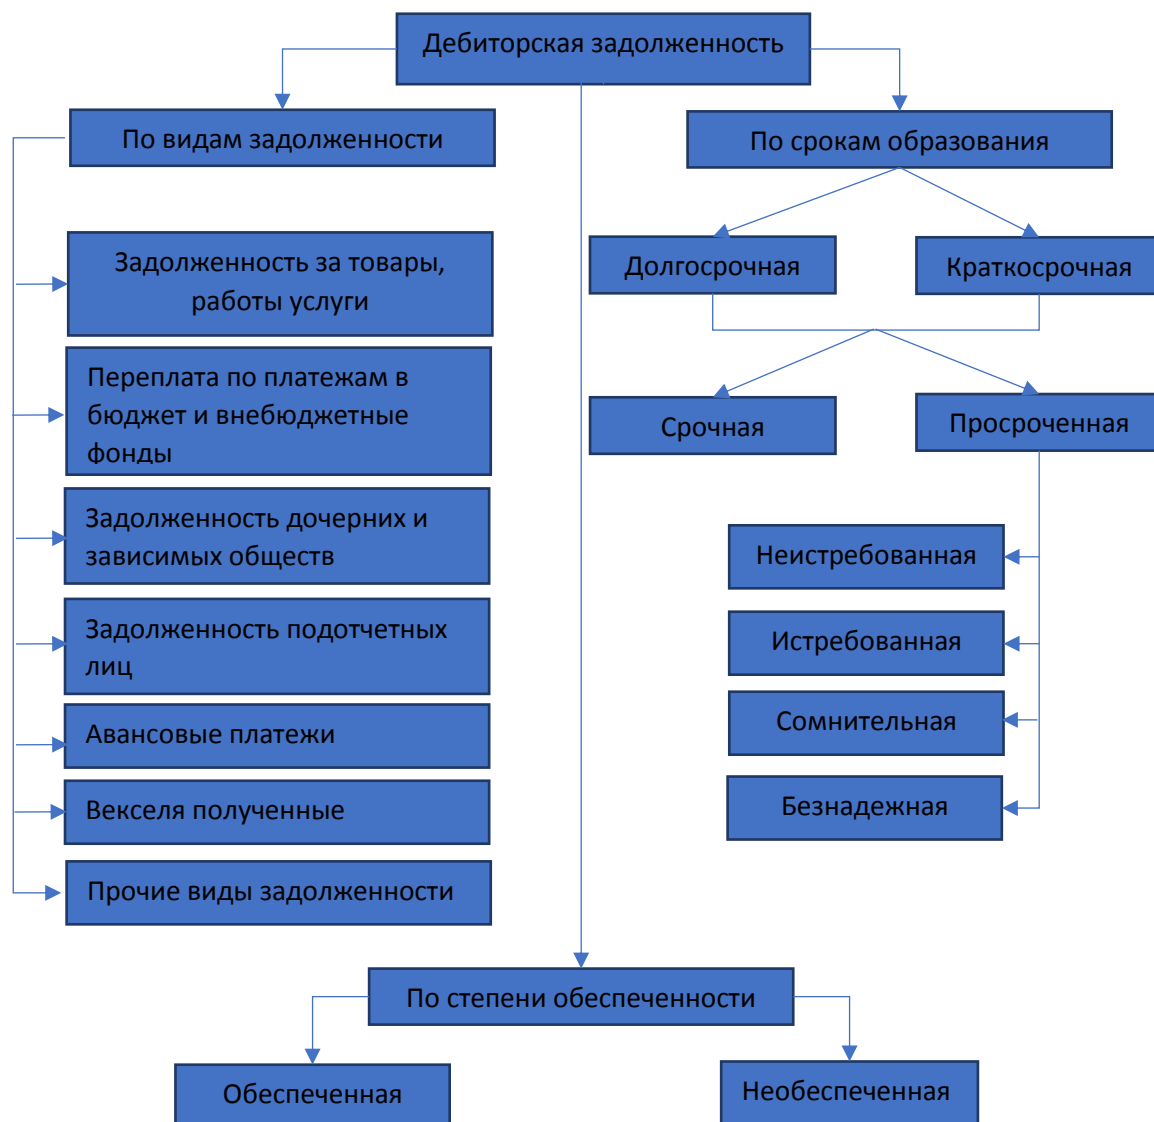 Дебиторская задолженность
По видам задолженности
Задолженность за товары,
работы услуги
Переплата по платежам в
бюджет и внебюджетные
фонды
Задолженность дочерних и
зависимых обществ
Задолженность подотчетных
лиц
Авансовые платежи
Векселя полученные
Прочие виды задолженности
По срокам образования
Долгосрочная
Краткосрочная
Срочная
Просроченная
Неистребованная
Истребованная
Сомнительная
Безнадежная
По степени обеспеченности
Обеспеченная
Необеспеченная